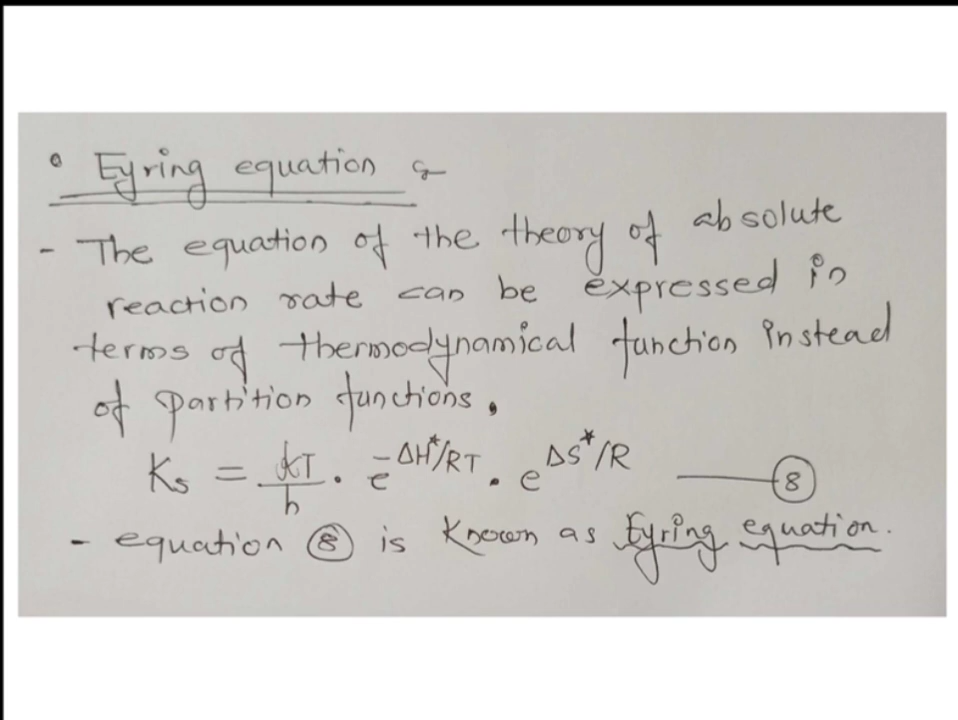 • Eyring equation :-
- The equation of the theory of absolute
reaction rate can be expressed in
terms of thermodynamical function instead
of partition functions.
Ks = kT/h . e^-ΔH*/RT . e^ΔS*/R —— ⑧
- equation ⑧ is known as Eyring equation.